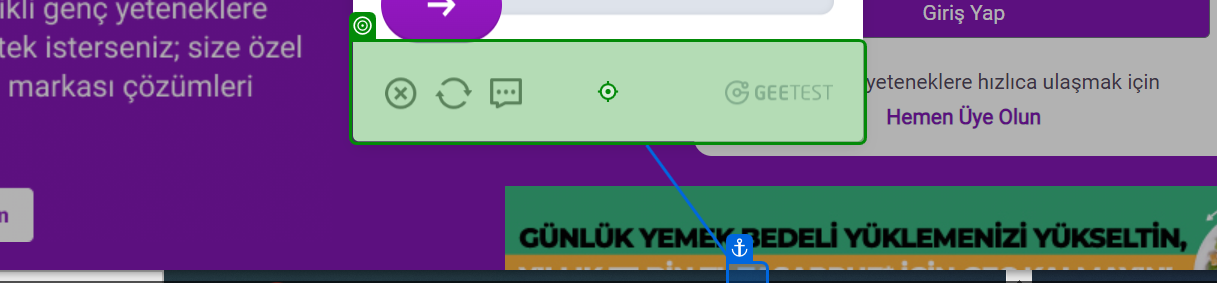 ikli genç yeteneklere
tek isterseniz; size özel
markası çözümleri
GEETEST
Giriş Yap
yeteneklere hızlıca ulaşmak için
Hemen Üye Olun
m
GÜNLÜK YEMEK BEDELİ YÜKLEMENİZİ YÜKSELTİN,